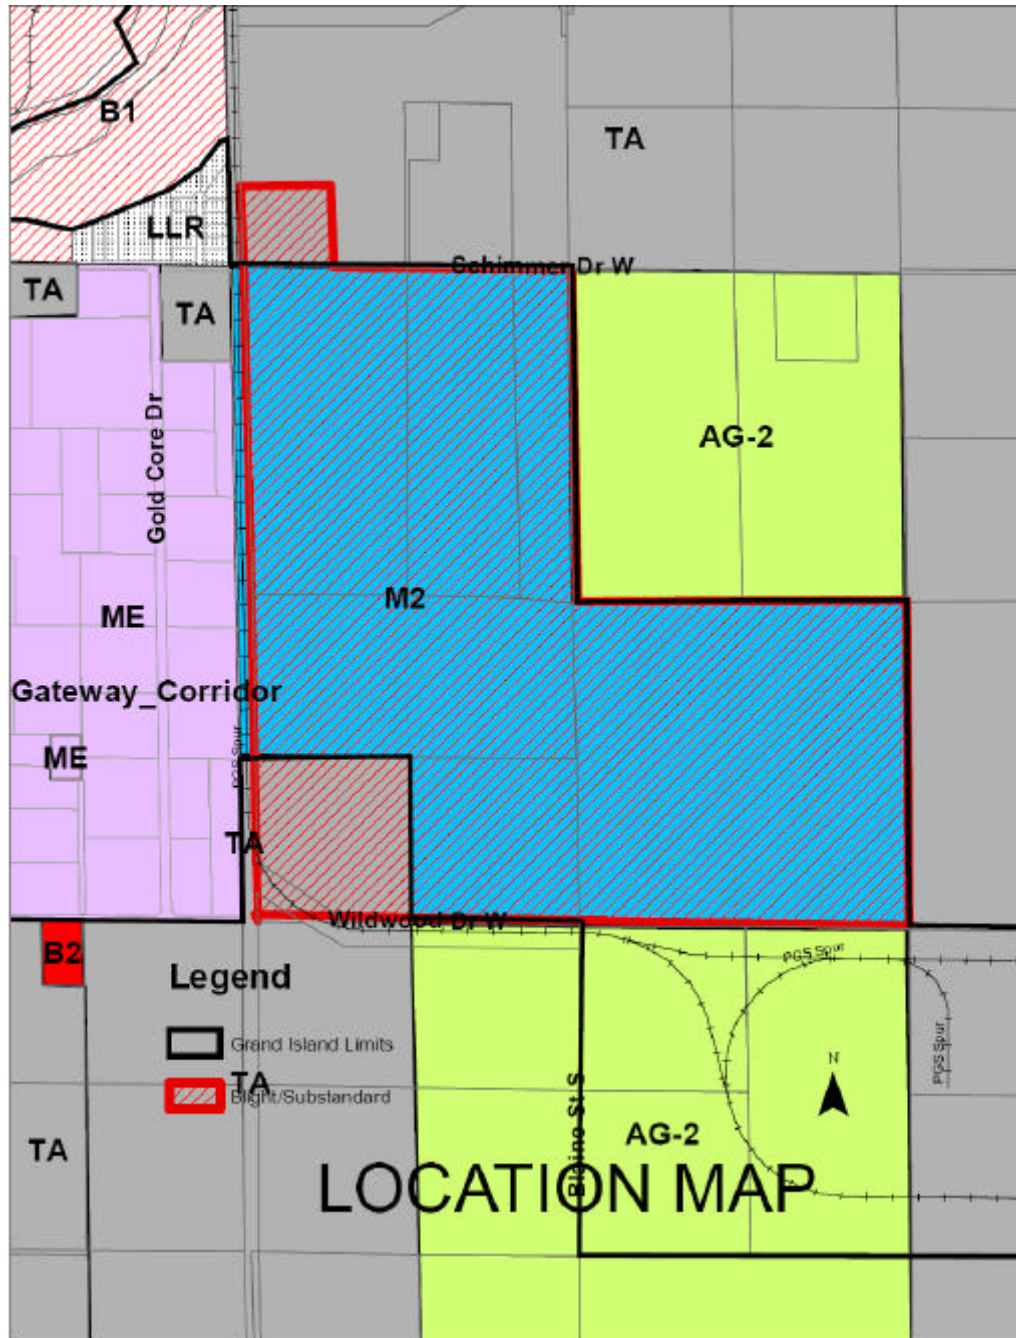 B1
TA
LLR
Schimmer Dr W
TA
TA
Gold Core Dr
AG-2
M2
ME
Gateway_Corridor
PGS Spur
ME
TA
Wildwood Dr W
B2
PGS Spur
Legend
Grand Island Limits
PGS Spur
N
TA
Blight/Substandard
Blaine St S
AG-2
TA
LOCATION MAP